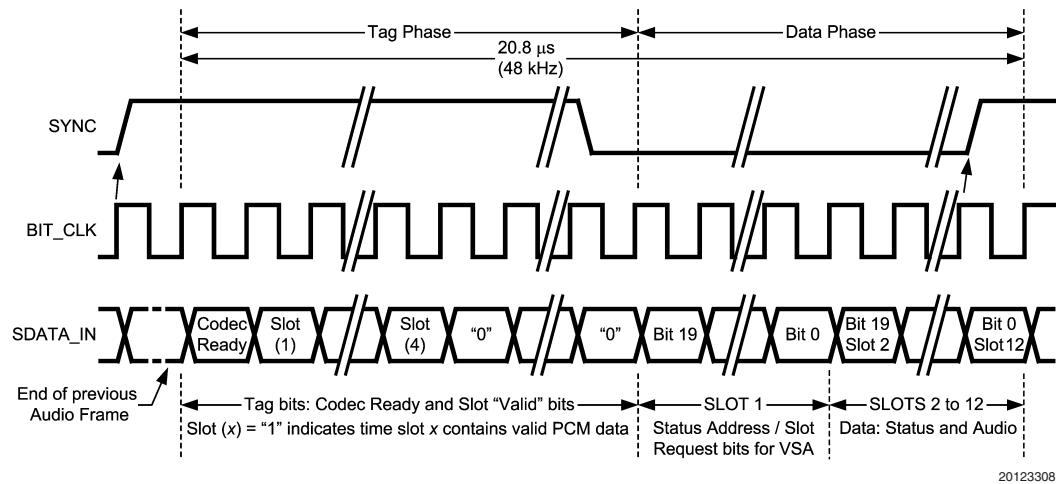 Tag Phase
Data Phase
20.8 μs
(48 kHz)
SYNC
BIT_CLK
SDATA_IN
Codec
Ready
Slot
(1)
Slot
(4)
“0”
“0”
Bit 19
Bit 0
Bit 19
Slot 2
Bit 0
Slot12
End of previous
Audio Frame
Tag bits: Codec Ready and Slot “Valid” bits
Slot (x) = “1” indicates time slot x contains valid PCM data
SLOT 1
Status Address / Slot
Request bits for VSA
SLOTS 2 to 12
Data: Status and Audio
20123308